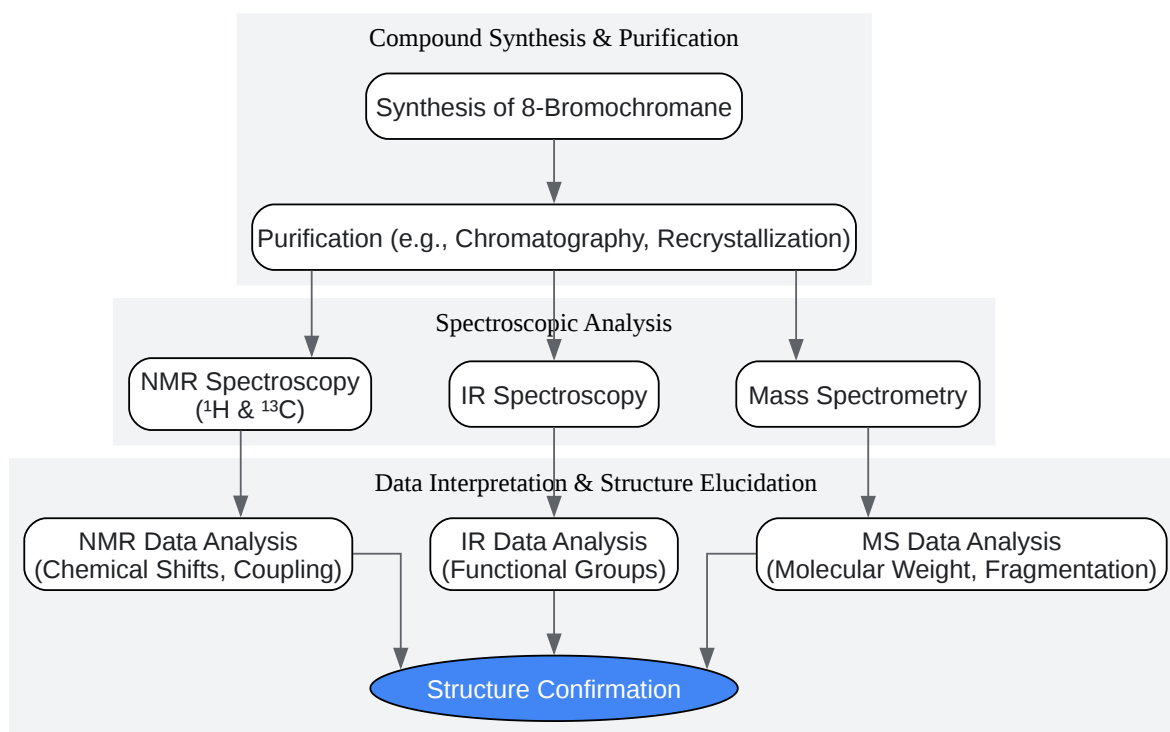 Compound Synthesis & Purification
Synthesis of 8-Bromochromane
Purification (e.g., Chromatography, Recrystallization)
Spectroscopic Analysis
NMR Spectroscopy
(¹H & ¹³C)
IR Spectroscopy
Mass Spectrometry
Data Interpretation & Structure Elucidation
NMR Data Analysis
(Chemical Shifts, Coupling)
IR Data Analysis
(Functional Groups)
MS Data Analysis
(Molecular Weight, Fragmentation)
Structure Confirmation